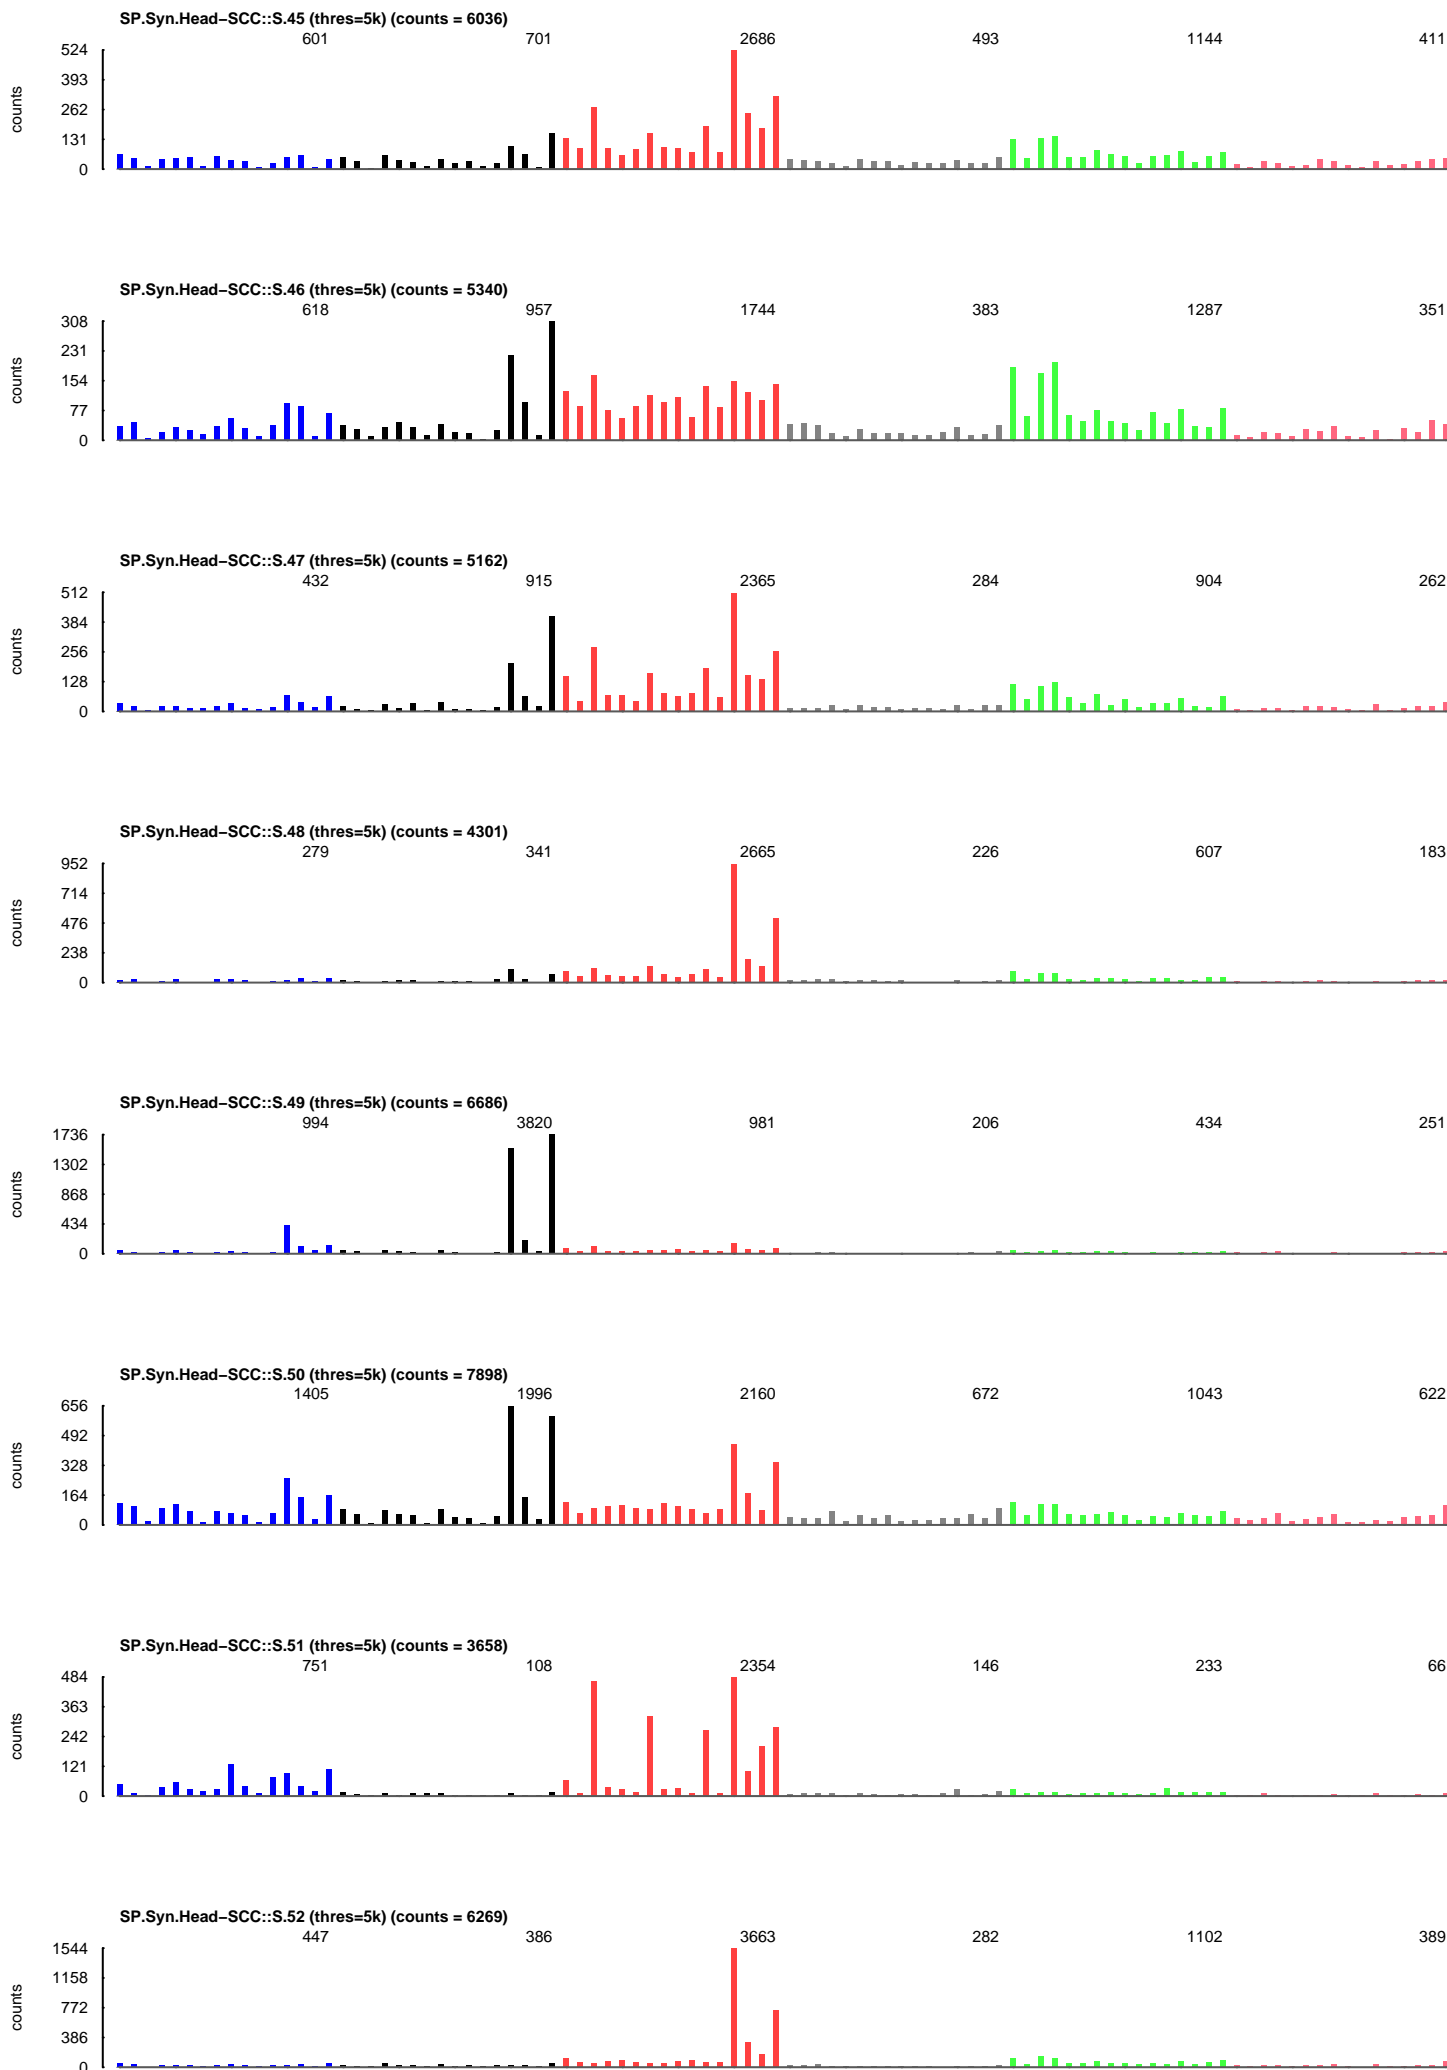 SP.Syn.Head−SCC::S.45 (thres=5k) (counts = 6036)
601 701 2686 493 1144 411
524
393
262
131
0
counts
SP.Syn.Head−SCC::S.46 (thres=5k) (counts = 5340)
618 957 1744 383 1287 351
308
231
154
77
0
counts
SP.Syn.Head−SCC::S.47 (thres=5k) (counts = 5162)
432 915 2365 284 904 262
512
384
256
128
0
counts
SP.Syn.Head−SCC::S.48 (thres=5k) (counts = 4301)
279 341 2665 226 607 183
952
714
476
238
0
counts
SP.Syn.Head−SCC::S.49 (thres=5k) (counts = 6686)
994 3820 981 206 434 251
1736
1302
868
434
0
counts
SP.Syn.Head−SCC::S.50 (thres=5k) (counts = 7898)
1405 1996 2160 672 1043 622
656
492
328
164
0
counts
SP.Syn.Head−SCC::S.51 (thres=5k) (counts = 3658)
751 108 2354 146 233 66
484
363
242
121
0
counts
SP.Syn.Head−SCC::S.52 (thres=5k) (counts = 6269)
447 386 3663 282 1102 389
1544
1158
772
386
0
counts